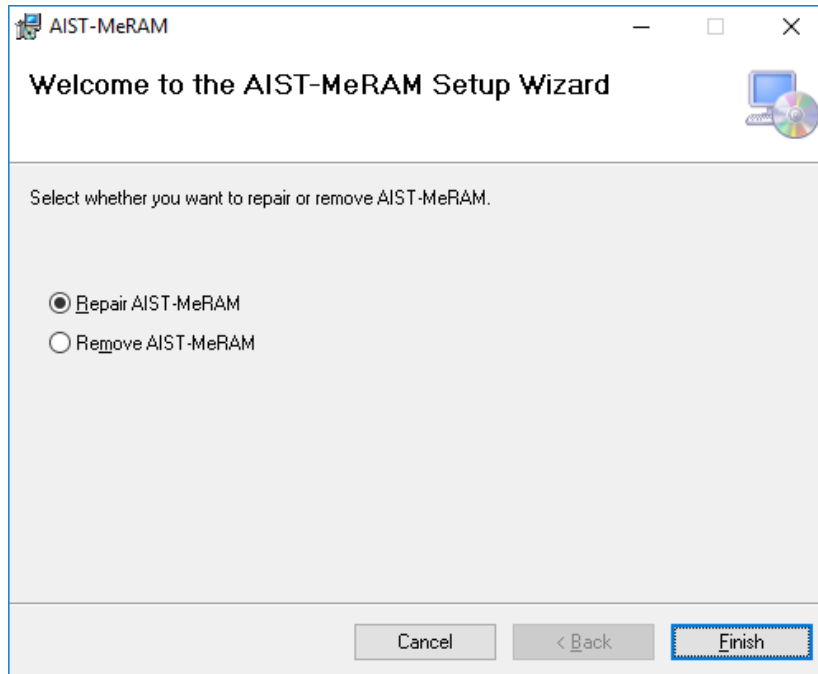 AIST-MeRAM
Welcome to the AIST-MeRAM Setup Wizard
Select whether you want to repair or remove AIST-MeRAM.
Repair AIST-MeRAM
Remove AIST-MeRAM
Cancel
< Back
Finish